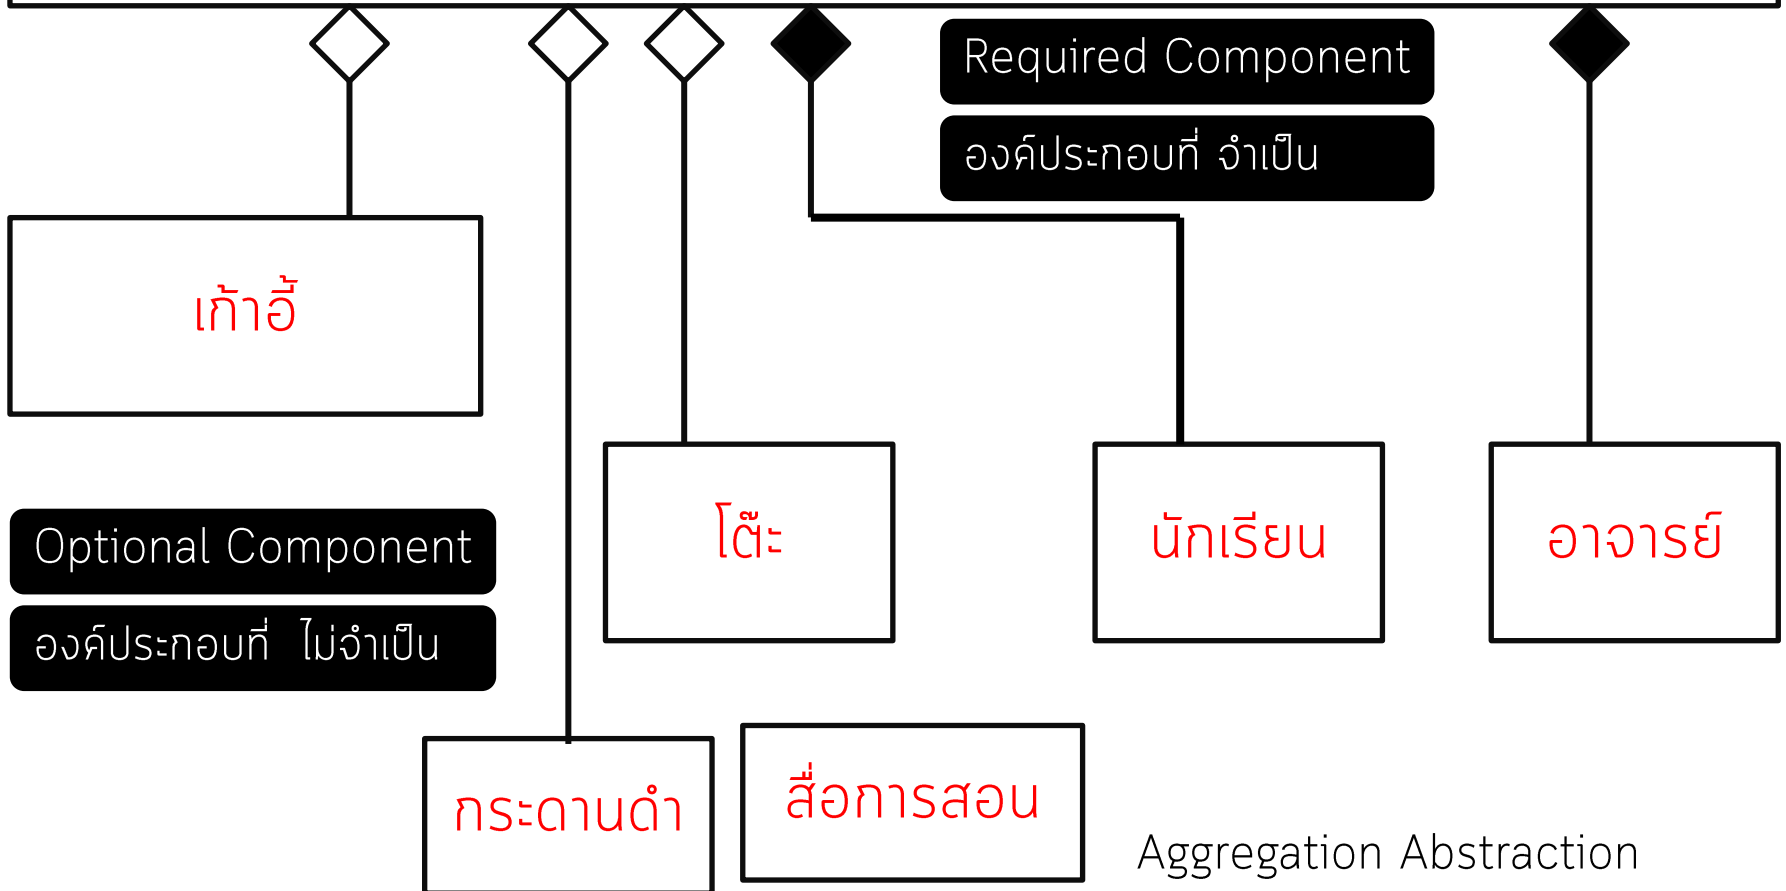 Required Component
องค์ประกอบที่ จำเป็น
เก้าอี้
โต๊ะ
นักเรียน
อาจารย์
Optional Component
องค์ประกอบที่ ไม่จำเป็น
กระดานดำ
สื่อการสอน
Aggregation Abstraction